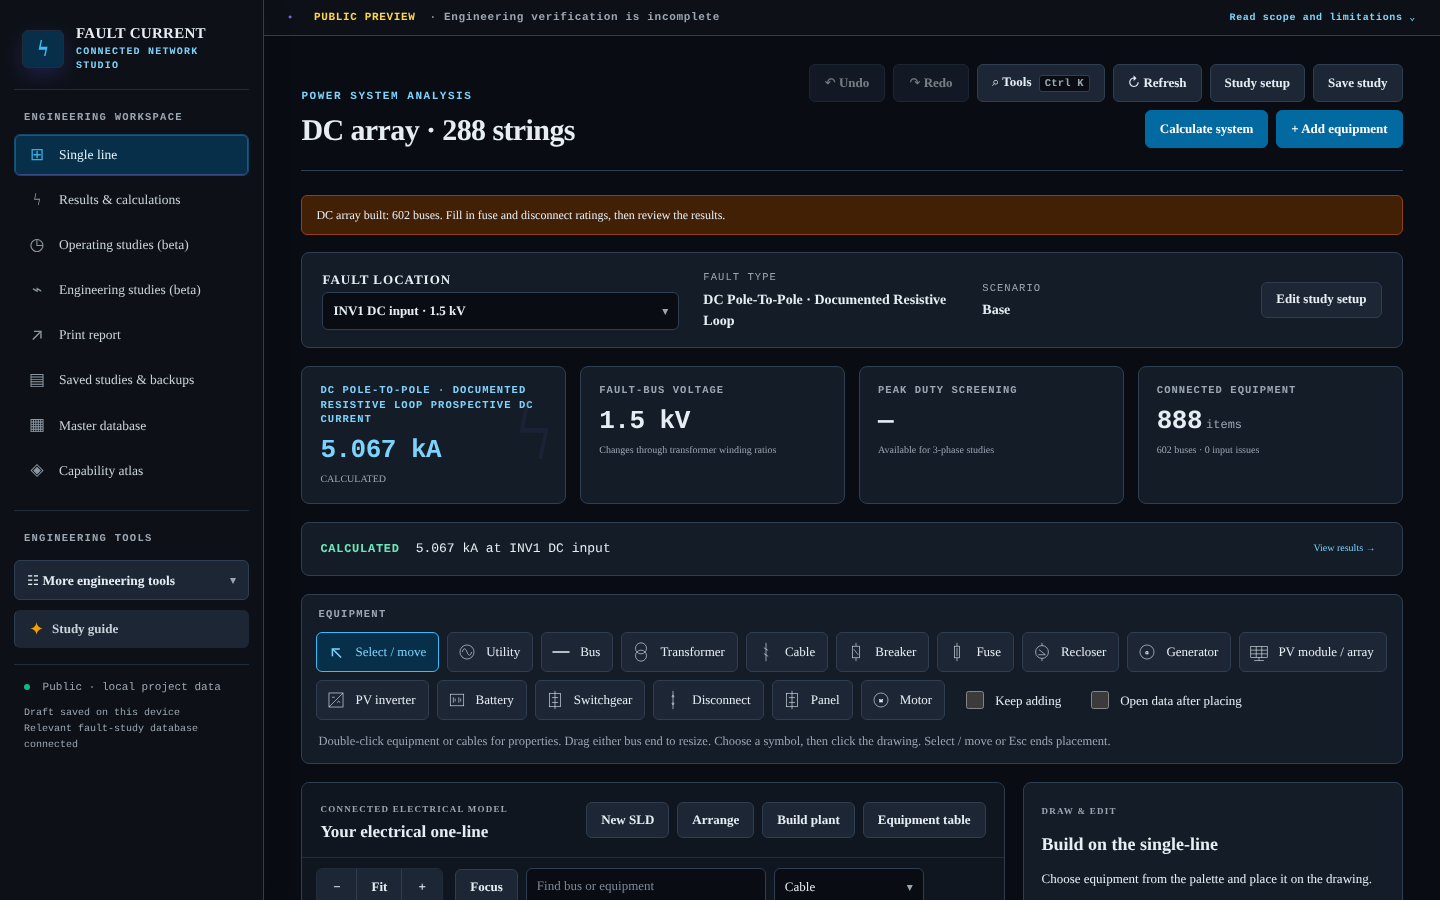 FAULT CURRENT
CONNECTED NETWORK
STUDIO
ENGINEERING WORKSPACE
Single line
Results & calculations
Operating studies (beta)
Engineering studies (beta)
Print report
Saved studies & backups
Master database
Capability atlas
ENGINEERING TOOLS
More engineering tools
Study guide
Public · local project data
Draft saved on this device
Relevant fault-study database
connected
PUBLIC PREVIEW · Engineering verification is incomplete
Read scope and limitations
POWER SYSTEM ANALYSIS
DC array · 288 strings
↶ Undo
↷ Redo
Tools Ctrl K
Refresh
Study setup
Save study
Calculate system
+ Add equipment
DC array built: 602 buses. Fill in fuse and disconnect ratings, then review the results.
FAULT LOCATION
INV1 DC input · 1.5 kV
FAULT TYPE
DC Pole-To-Pole · Documented Resistive
Loop
SCENARIO
Base
Edit study setup
DC POLE-TO-POLE · DOCUMENTED
RESISTIVE LOOP PROSPECTIVE DC
CURRENT
5.067 kA
CALCULATED
FAULT-BUS VOLTAGE
1.5 kV
Changes through transformer winding ratios
PEAK DUTY SCREENING
—
Available for 3-phase studies
CONNECTED EQUIPMENT
888 items
602 buses · 0 input issues
CALCULATED 5.067 kA at INV1 DC input
View results →
EQUIPMENT
Select / move
Utility
Bus
Transformer
Cable
Breaker
Fuse
Recloser
Generator
PV module / array
PV inverter
Battery
Switchgear
Disconnect
Panel
Motor
Keep adding
Open data after placing
Double-click equipment or cables for properties. Drag either bus end to resize. Choose a symbol, then click the drawing. Select / move or Esc ends placement.
CONNECTED ELECTRICAL MODEL
Your electrical one-line
New SLD
Arrange
Build plant
Equipment table
−
Fit
+
Focus
Find bus or equipment
Cable
DRAW & EDIT
Build on the single-line
Choose equipment from the palette and place it on the drawing.